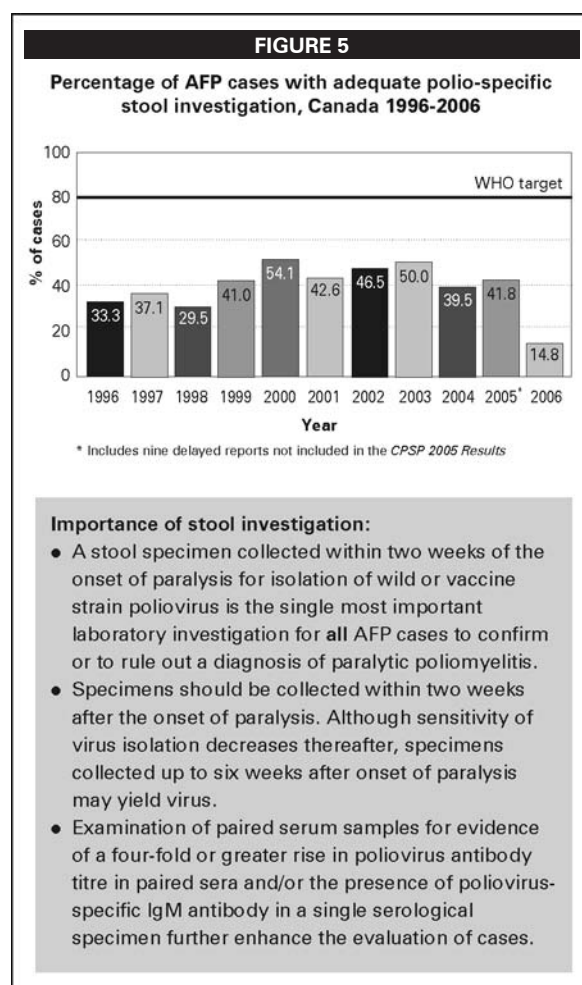 FIGURE 5
Percentage of AFP cases with adequate polio-specific
stool investigation, Canada 1996-2006
100
80
60
40
20
0
% of cases
WHO target
33.3
37.1
29.5
41.0
54.1
42.6
46.5
50.0
39.5
41.8
14.8
1996 1997 1998 1999 2000 2001 2002 2003 2004 2005* 2006
Year
* Includes nine delayed reports not included in the CPSP 2005 Results
Importance of stool investigation:
● A stool specimen collected within two weeks of the
onset of paralysis for isolation of wild or vaccine
strain poliovirus is the single most important
laboratory investigation for all AFP cases to confirm
or to rule out a diagnosis of paralytic poliomyelitis.
● Specimens should be collected within two weeks
after the onset of paralysis. Although sensitivity of
virus isolation decreases thereafter, specimens
collected up to six weeks after onset of paralysis
may yield virus.
● Examination of paired serum samples for evidence
of a four-fold or greater rise in poliovirus antibody
titre in paired sera and/or the presence of poliovirus-
specific IgM antibody in a single serological
specimen further enhance the evaluation of cases.